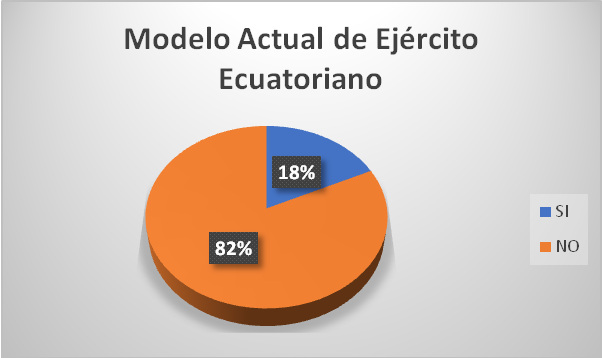 Modelo Actual de Ejército
Ecuatoriano
18%
82%
SI
NO